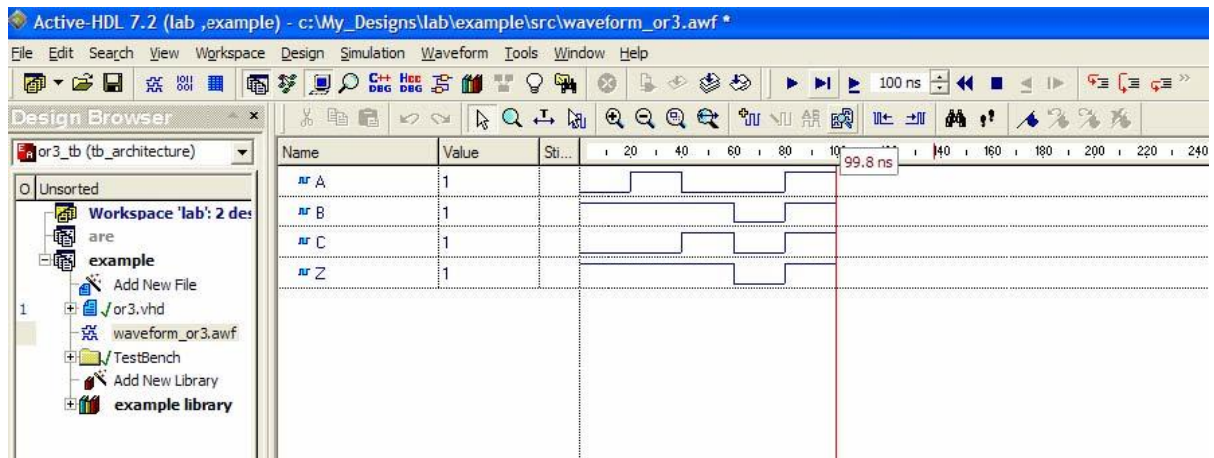 Active-HDL 7.2 (lab ,example) - c:\My_Designs\lab\example\src\waveform_or3.awf *
File Edit Search View Workspace Design Simulation Waveform Tools Window Help
C++ DBG HDE DBG 100 ns
Design Browser
or3_tb (tb_architecture)
Name Value Sti... 20 40 60 80 140 160 180 200 220 240
99.8 ns
O Unsorted
A 1
Workspace 'lab': 2 des
B 1
are
C 1
example
Z 1
Add New File
1 or3.vhd
waveform_or3.awf
TestBench
Add New Library
example library